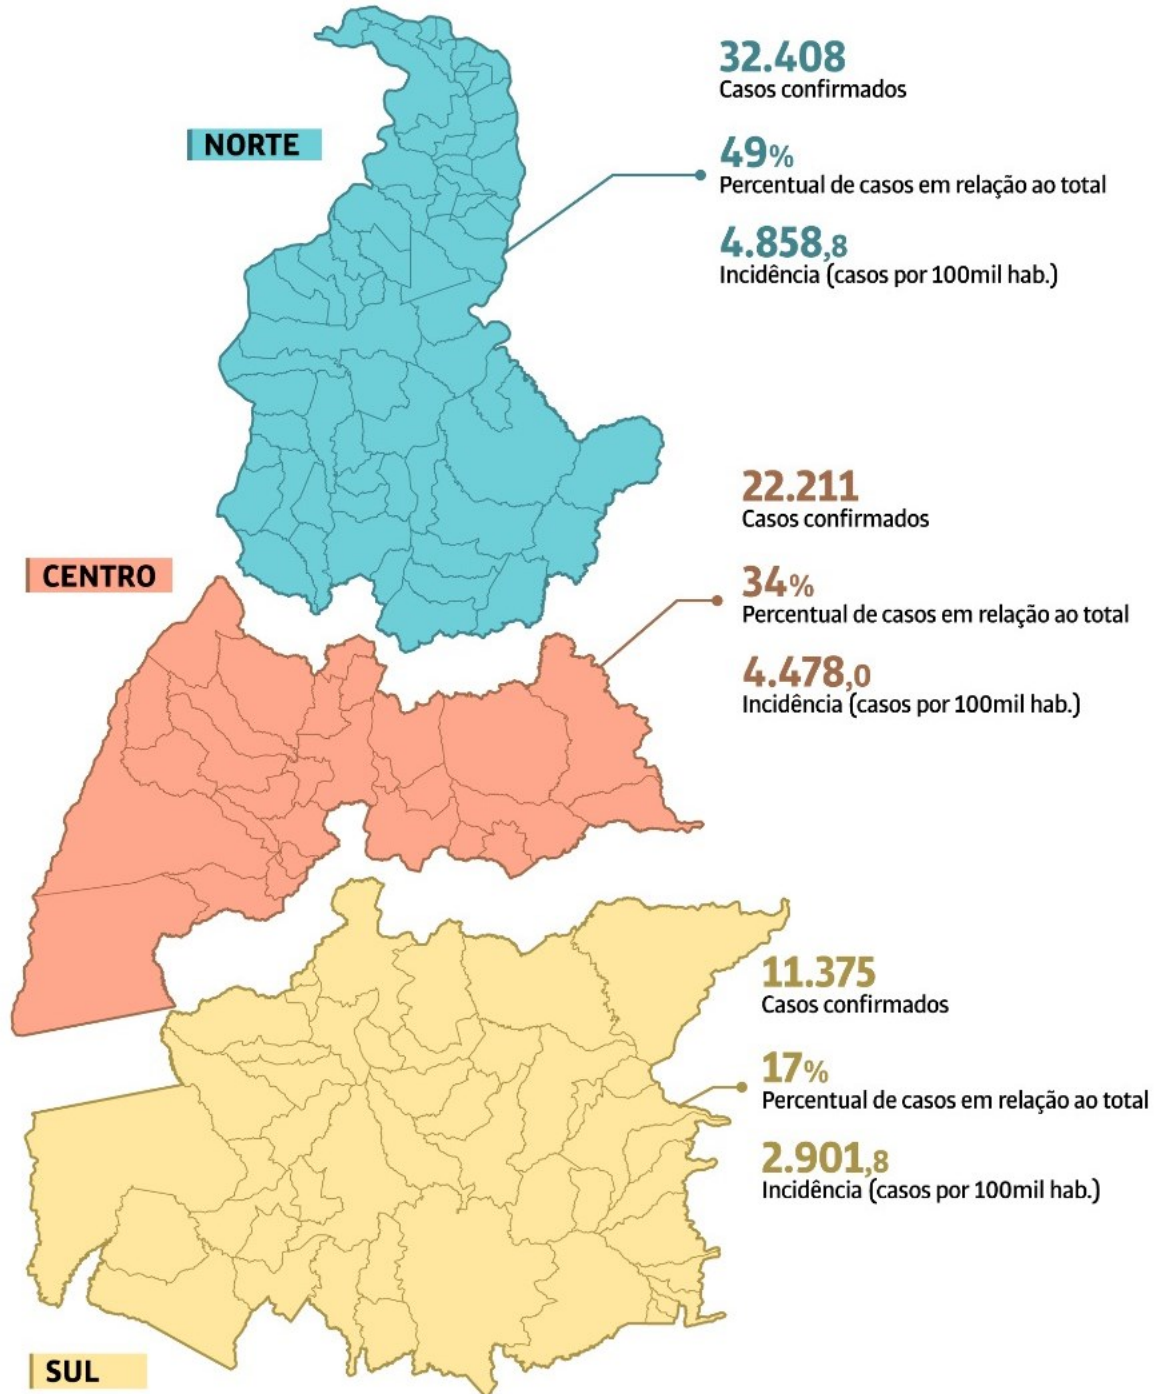 NORTE
32.408
Casos confirmados
49%
Percentual de casos em relação ao total
4.858,8
Incidência (casos por 100mil hab.)
CENTRO
22.211
Casos confirmados
34%
Percentual de casos em relação ao total
4.478,0
Incidência (casos por 100mil hab.)
11.375
Casos confirmados
17%
Percentual de casos em relação ao total
2.901,8
Incidência (casos por 100mil hab.)
SUL